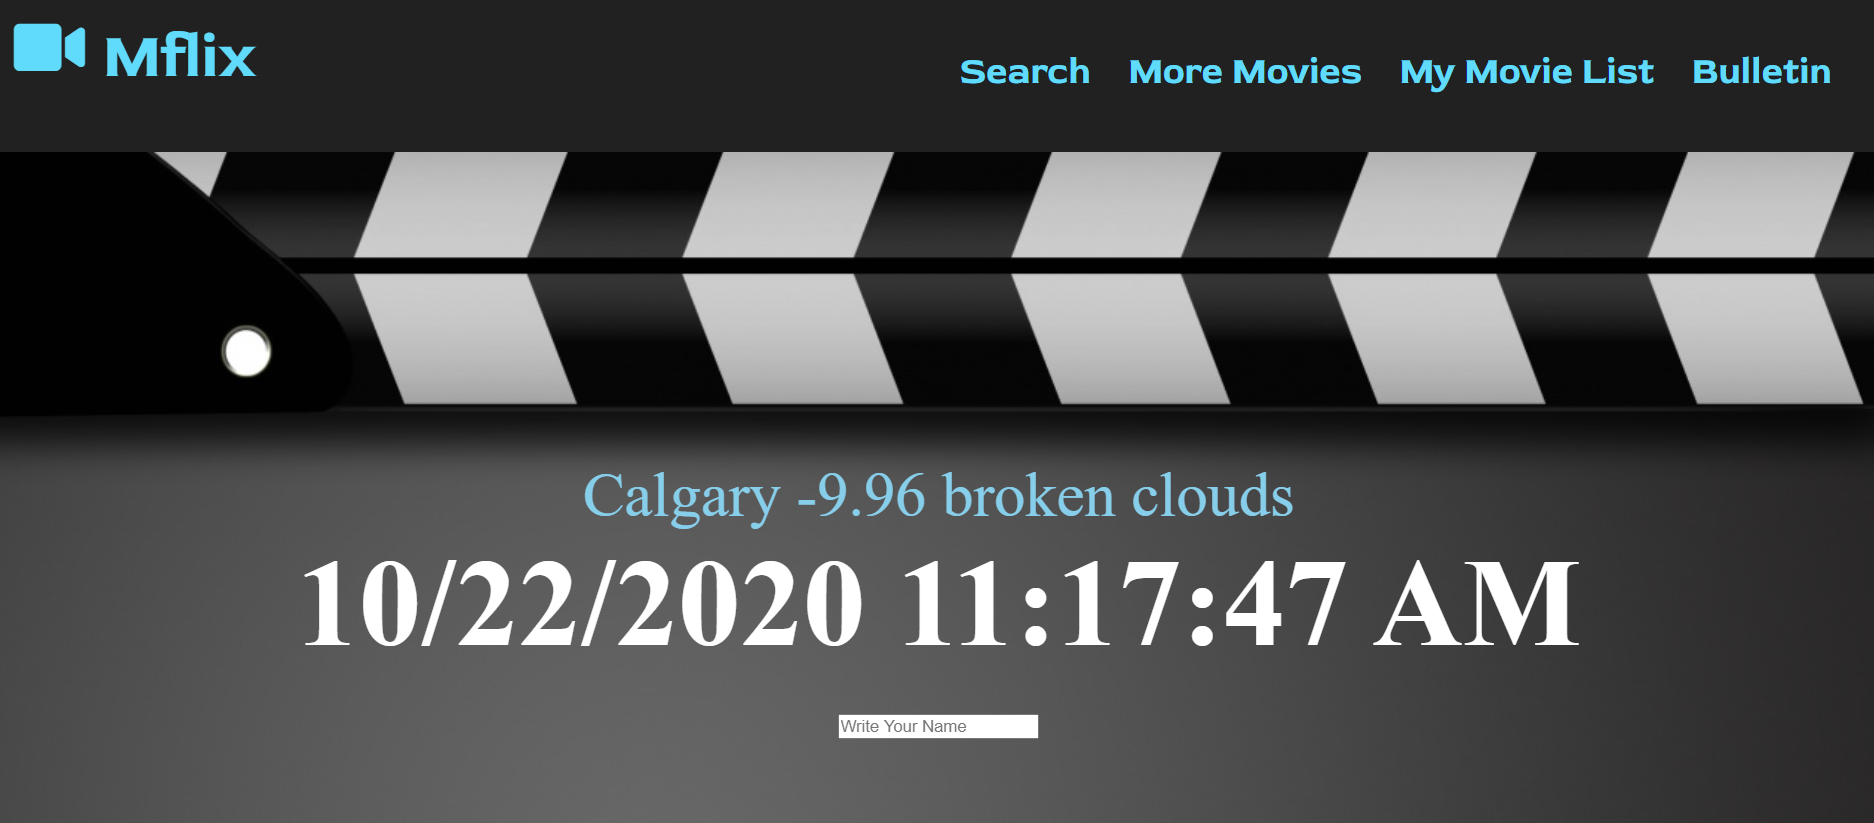 Mflix
Search More Movies My Movie List Bulletin
Calgary -9.96 broken clouds
10/22/2020 11:17:47 AM
Write Your Name